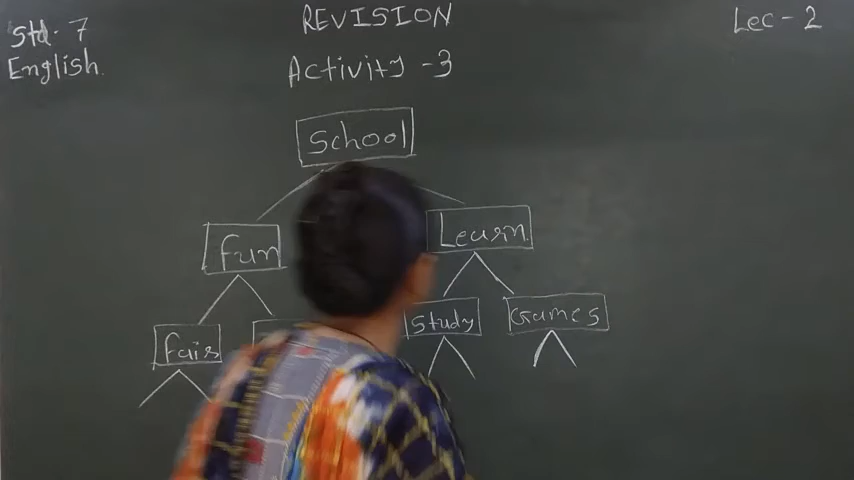 Std. 7
REVISION
Lec - 2
English.
Activity - 3
School
fun
Learn
study
Games
fair